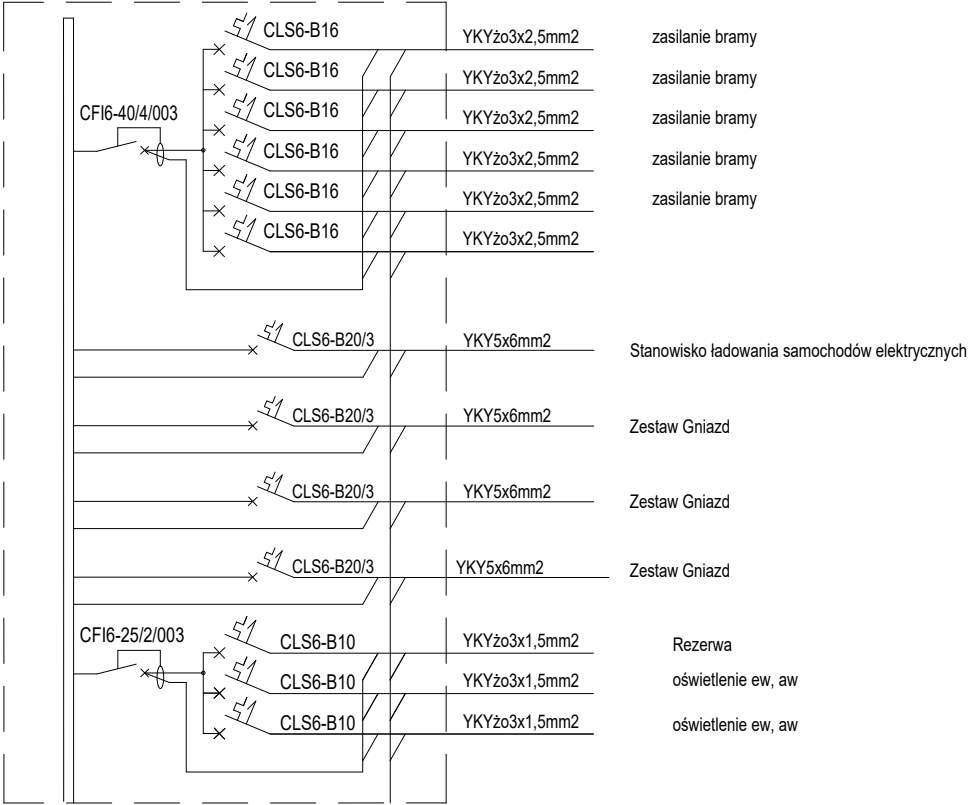 CLS6-B16 YKYżo3x2,5mm2 zasilanie bramy
CLS6-B16 YKYżo3x2,5mm2 zasilanie bramy
CFI6-40/4/003 CLS6-B16 YKYżo3x2,5mm2 zasilanie bramy
CLS6-B16 YKYżo3x2,5mm2 zasilanie bramy
CLS6-B16 YKYżo3x2,5mm2 zasilanie bramy
CLS6-B16 YKYżo3x2,5mm2
CLS6-B20/3 YKY5x6mm2 Stanowisko ładowania samochodów elektrycznych
CLS6-B20/3 YKY5x6mm2 Zestaw Gniazd
CLS6-B20/3 YKY5x6mm2 Zestaw Gniazd
CLS6-B20/3 YKY5x6mm2 Zestaw Gniazd
CFI6-25/2/003 CLS6-B10 YKYżo3x1,5mm2 Rezerwa
CLS6-B10 YKYżo3x1,5mm2 oświetlenie ew, aw
CLS6-B10 YKYżo3x1,5mm2 oświetlenie ew, aw